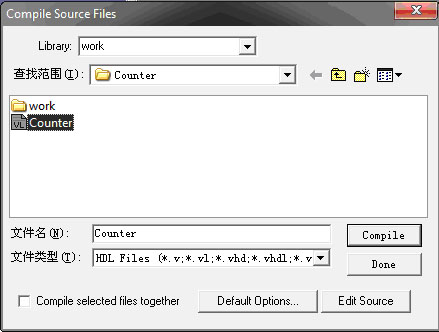 Compile Source Files
Library: work
查找范围(I): Counter
work
VL Counter
文件名(N): Counter Compile
文件类型(T): HDL Files (*.v;*.vl;*.vhd;*.vhdl;*.v Done
Compile selected files together Default Options... Edit Source